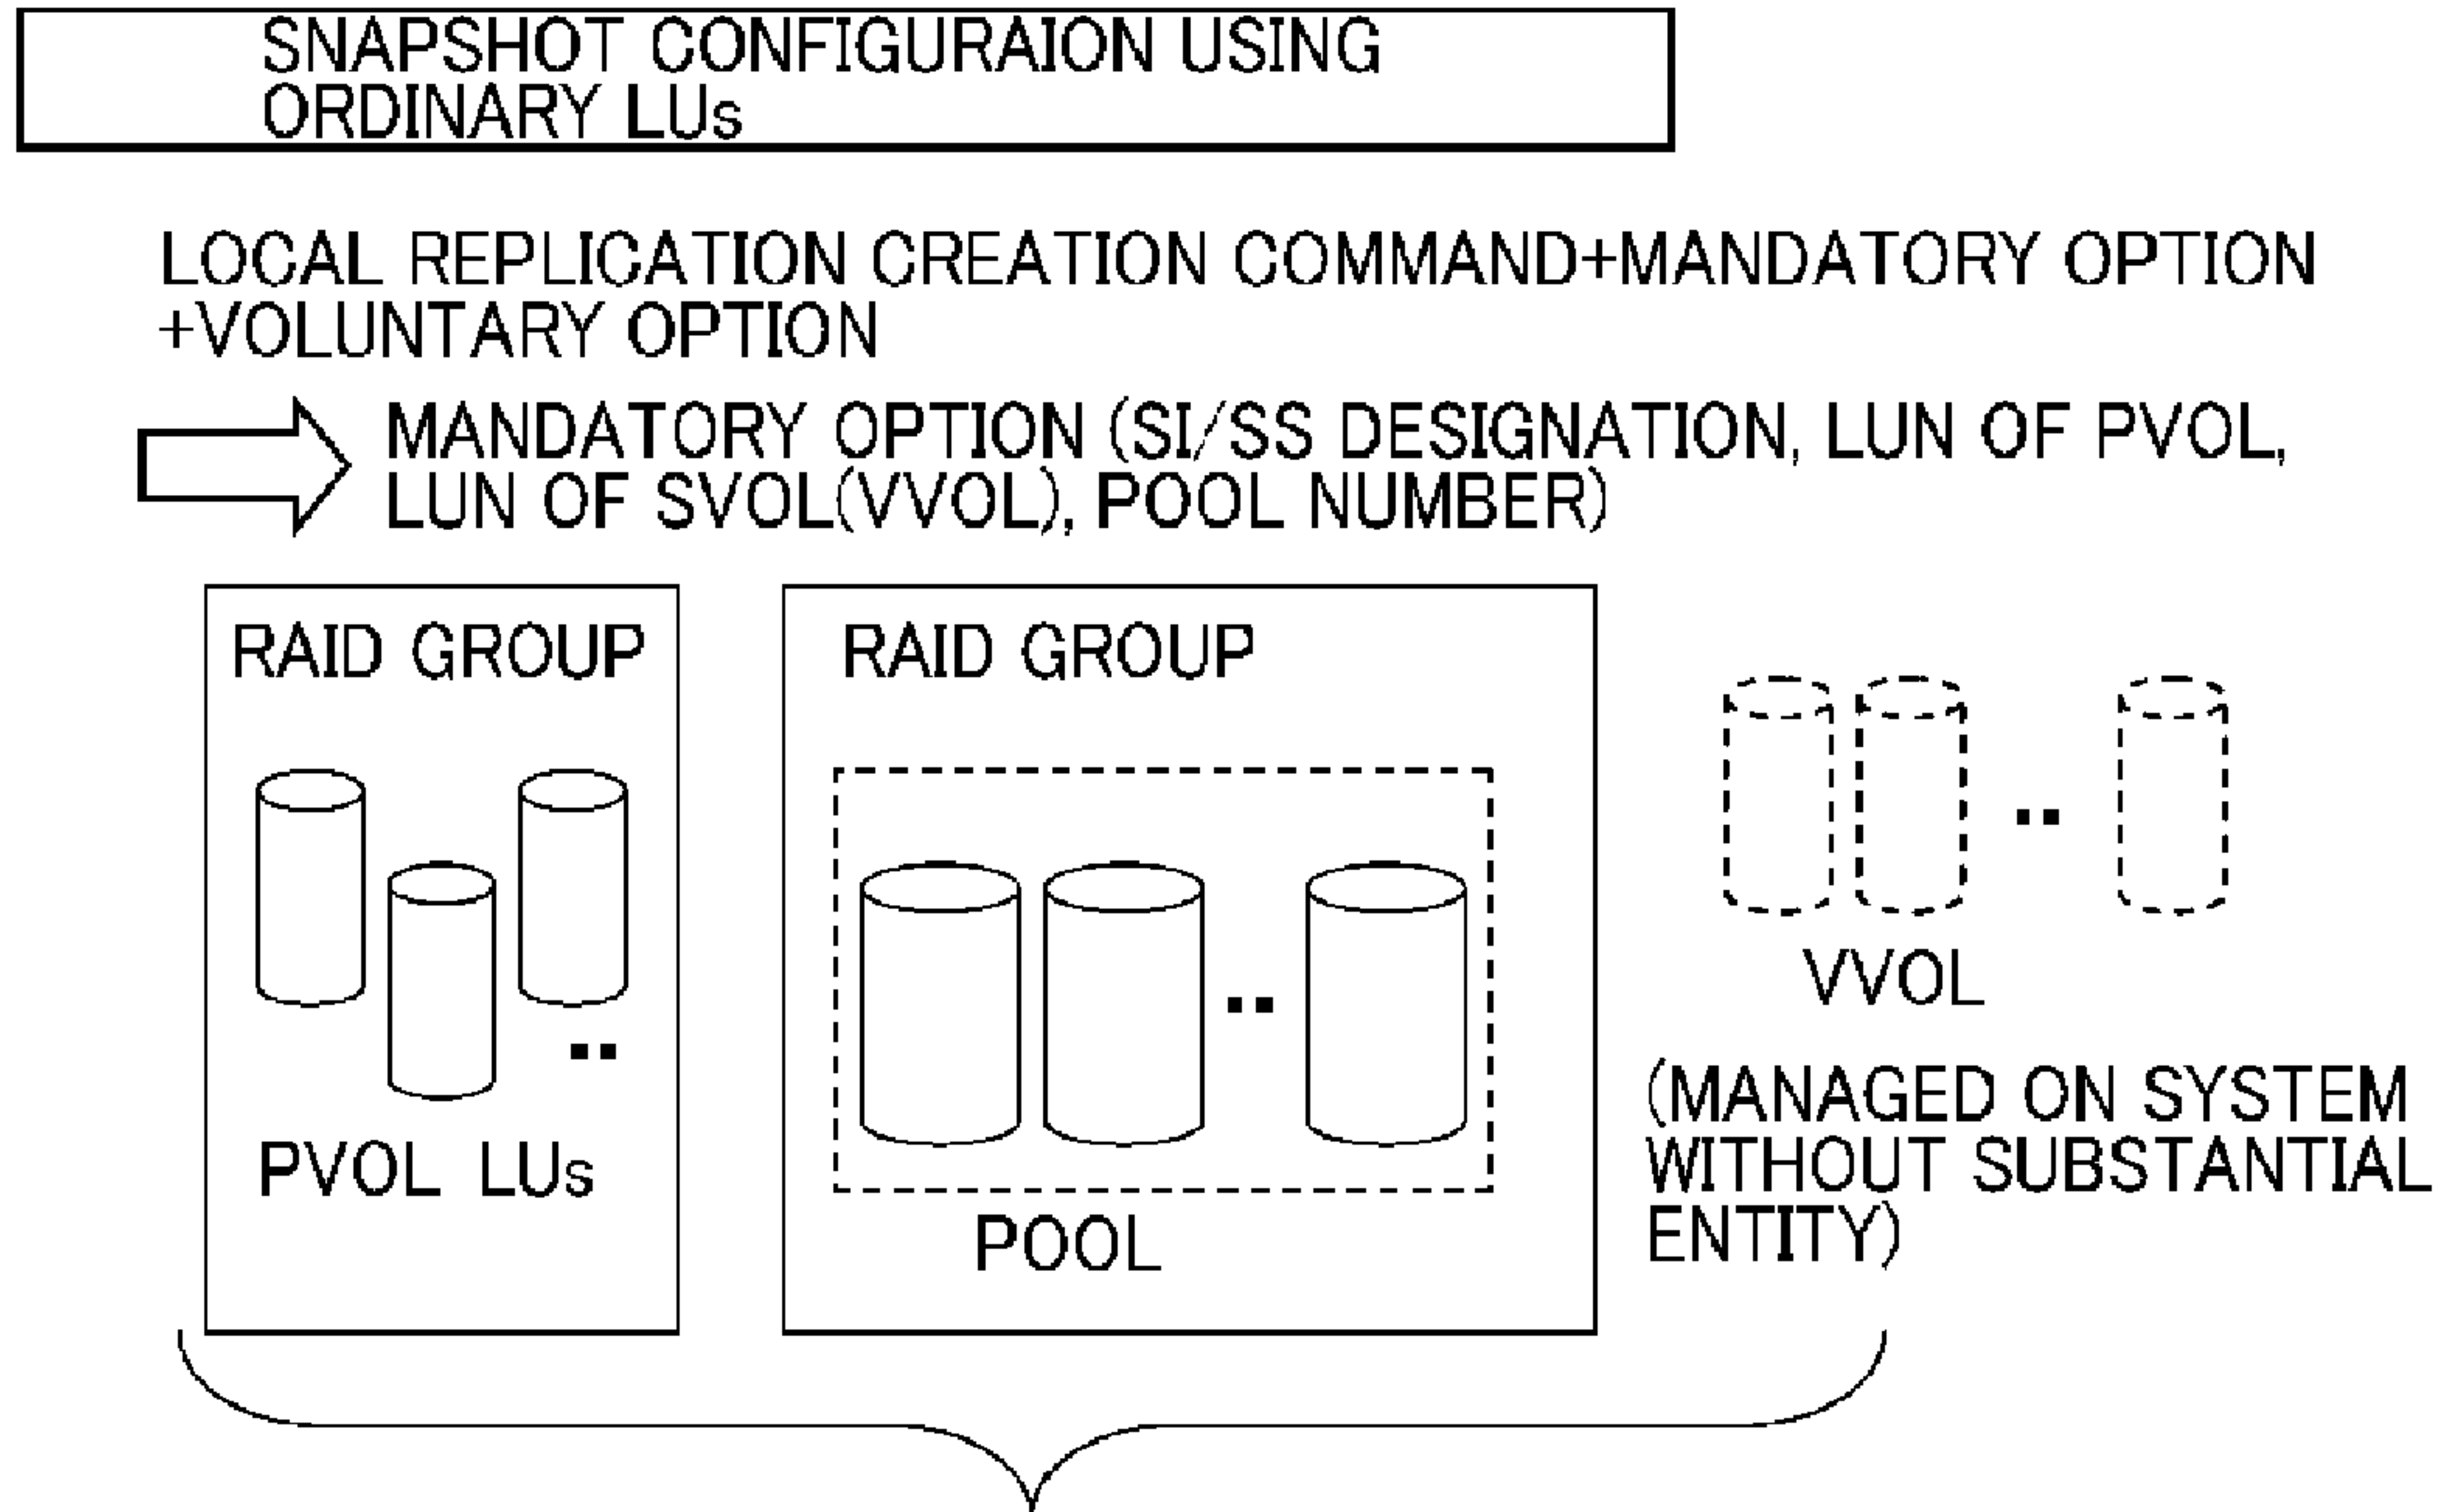 SNAPSHOT CONFIGURAION USING
ORDINARY LUs
LOCAL REPLICATION CREATION COMMAND+MANDATORY OPTION
+VOLUNTARY OPTION
MANDATORY OPTION (SI/SS DESIGNATION, LUN OF PVOL,
LUN OF SVOL(VVOL), POOL NUMBER)
RAID GROUP
PVOL LUs
RAID GROUP
POOL
VVOL
(MANAGED ON SYSTEM
WITHOUT SUBSTANTIAL
ENTITY)